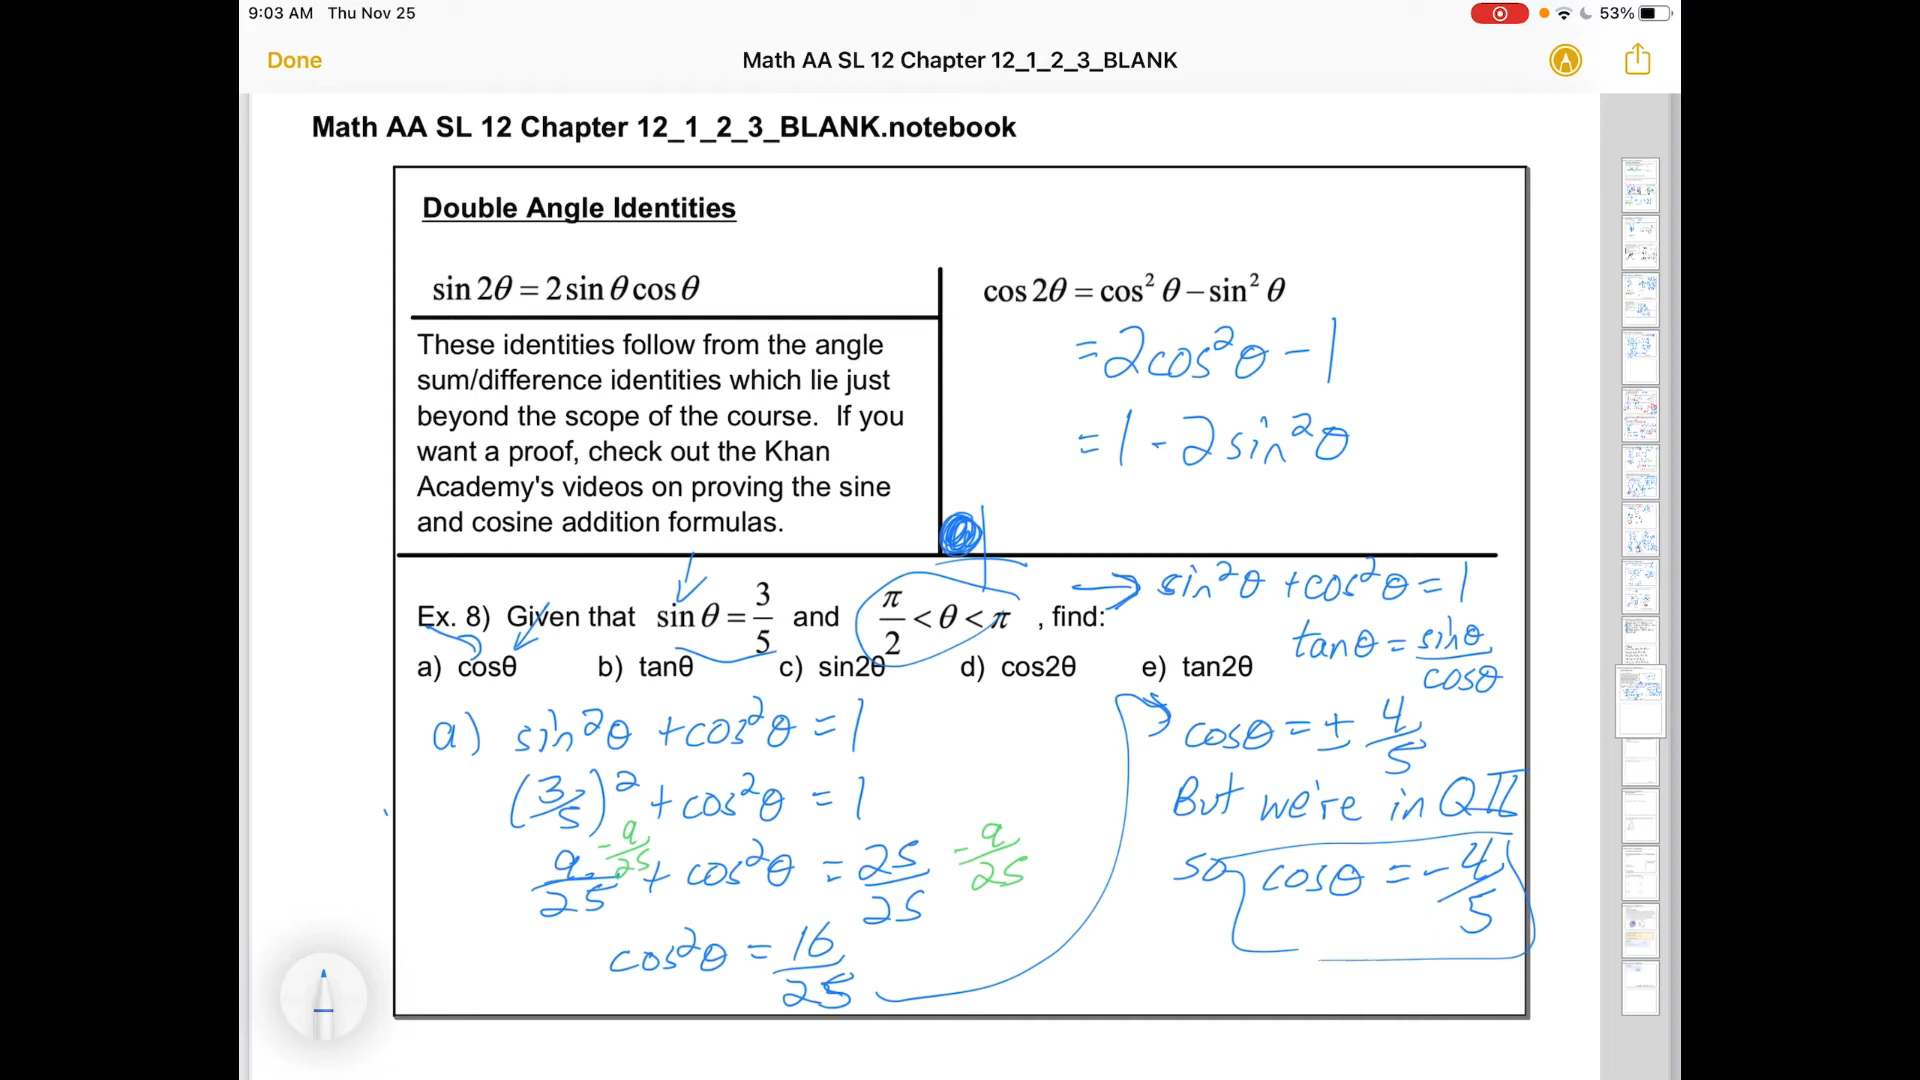 9:03 AM Thu Nov 25
53%
Done
Math AA SL 12 Chapter 12_1_2_3_BLANK
Math AA SL 12 Chapter 12_1_2_3_BLANK.notebook
Double Angle Identities
sin 2θ = 2 sin θ cos θ
cos 2θ = cos² θ − sin² θ
= 2cos²θ − 1
= 1 - 2 sin²θ
These identities follow from the angle
sum/difference identities which lie just
beyond the scope of the course. If you
want a proof, check out the Khan
Academy's videos on proving the sine
and cosine addition formulas.
→ sin²θ + cos²θ = 1
tanθ = sinθ/cosθ
Ex. 8) Given that sin θ = 3/5 and π/2 < θ < π , find:
a) cosθ b) tanθ c) sin2θ d) cos2θ e) tan2θ
a) sin²θ + cos²θ = 1
(3/5)² + cos²θ = 1
9/25 - 9/25 + cos²θ = 25/25 - 9/25
cos²θ = 16/25
cosθ = ± 4/5
But we're in QII
so cosθ = - 4/5